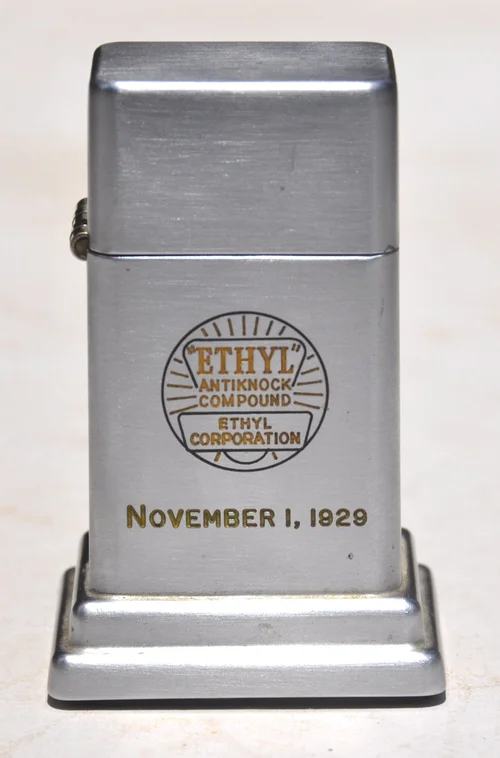 "ETHYL"
ANTIKNOCK
COMPOUND
ETHYL
CORPORATION
NOVEMBER 1, 1929